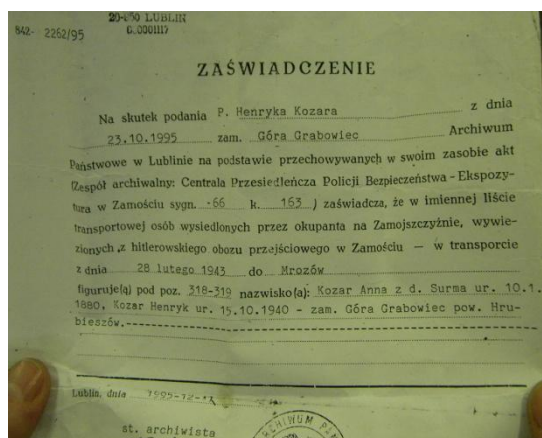 20-950 LUBLIN
842- 2262/95
ZAŚWIADCZENIE
Na skutek podania P. Henryka Kozara z dnia
23.10.1995 zam. Góra Grabowiec Archiwum
Państwowe w Lublinie na podstawie przechowywanych w swoim zasobie akt
(Zespół archiwalny: Centrala Przesiedleńcza Policji Bezpieczeństwa - Ekspozy-
tura w Zamościu sygn. 66 k. 163 ) zaświadcza, że w imiennej liście
transportowej osób wysiedlonych przez okupanta na Zamojszczyźnie, wywie-
zionych z hitlerowskiego obozu przejściowego w Zamościu — w transporcie
z dnia 28 lutego 1943 do Mrozów
figuruje(ą) pod poz. 318-319 nazwisko(a): Kozar Anna z d. Surma ur. 10.1.
1880, Kozar Henryk ur. 15.10.1940 - zam. Góra Grabowiec pow. Hru-
bieszów.
Lublin, dnia 1995-12-
st. archiwista
ARCHIWUM